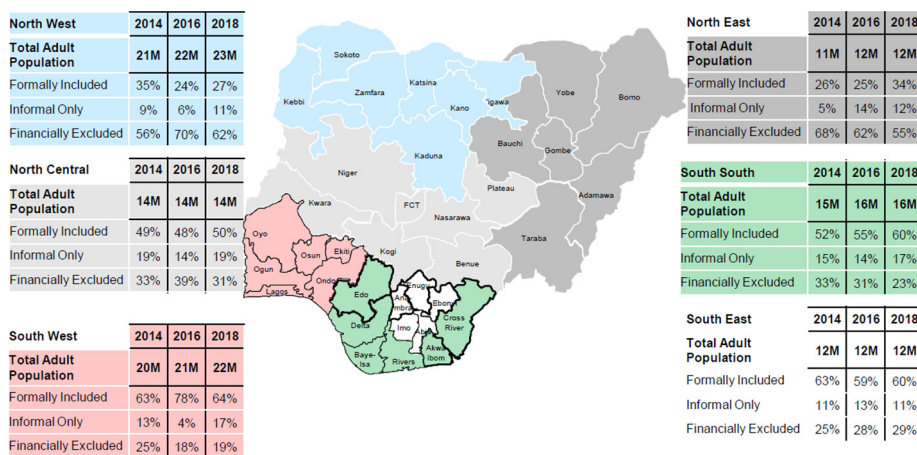 North West 2014 2016 2018
Total Adult Population 21M 22M 23M
Formally Included 35% 24% 27%
Informal Only 9% 6% 11%
Financially Excluded 56% 70% 62%
North Central 2014 2016 2018
Total Adult Population 14M 14M 14M
Formally Included 49% 48% 50%
Informal Only 19% 14% 19%
Financially Excluded 33% 39% 31%
South West 2014 2016 2018
Total Adult Population 20M 21M 22M
Formally Included 63% 78% 64%
Informal Only 13% 4% 17%
Financially Excluded 25% 18% 19%
Sokoto
Katsina
Zamfara
Kebbi
Kano
igawa
Yobe
Borno
Bauchi
Gombe
Kaduna
Niger
Plateau
Adamawa
Kwara
FCT
Nasarawa
Taraba
Oyo
Kogi
Benue
Osun
Ekiti
Ogun
Ondo
Lagos
Edo
Enugu
Ana
mbra
Ebony
Delta
Imo
Cross
River
Baye-
lsa
Rivers
Akwa
Ibom
North East 2014 2016 2018
Total Adult Population 11M 12M 12M
Formally Included 26% 25% 34%
Informal Only 5% 14% 12%
Financially Excluded 68% 62% 55%
South South 2014 2016 2018
Total Adult Population 15M 16M 16M
Formally Included 52% 55% 60%
Informal Only 15% 14% 17%
Financially Excluded 33% 31% 23%
South East 2014 2016 2018
Total Adult Population 12M 12M 12M
Formally Included 63% 59% 60%
Informal Only 11% 13% 11%
Financially Excluded 25% 28% 29%